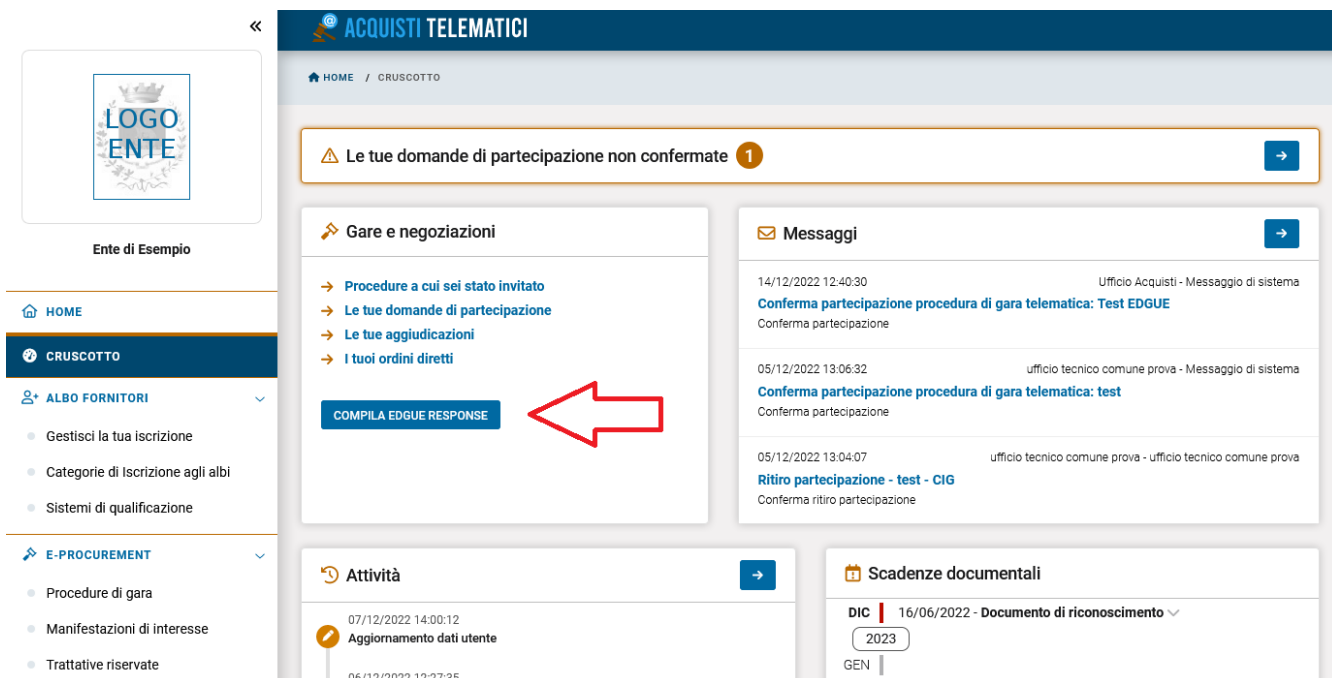 «
LOGO
ENTE
Ente di Esempio
HOME
CRUSCOTTO
ALBO FORNITORI
Gestisci la tua iscrizione
Categorie di Iscrizione agli albi
Sistemi di qualificazione
E-PROCUREMENT
Procedure di gara
Manifestazioni di interesse
Trattative riservate
@ ACQUISTI TELEMATICI
HOME / CRUSCOTTO
Le tue domande di partecipazione non confermate 1
Gare e negoziazioni
Procedure a cui sei stato invitato
Le tue domande di partecipazione
Le tue aggiudicazioni
I tuoi ordini diretti
COMPILA EDGUE RESPONSE
Messaggi
14/12/2022 12:40:30 Ufficio Acquisti - Messaggio di sistema
Conferma partecipazione procedura di gara telematica: Test EDGUE
Conferma partecipazione
05/12/2022 13:06:32 ufficio tecnico comune prova - Messaggio di sistema
Conferma partecipazione procedura di gara telematica: test
Conferma partecipazione
05/12/2022 13:04:07 ufficio tecnico comune prova - ufficio tecnico comune prova
Ritiro partecipazione - test - CIG
Conferma ritiro partecipazione
Attività
07/12/2022 14:00:12
Aggiornamento dati utente
06/12/2022 12:27:35
Scadenze documentali
DIC 16/06/2022 - Documento di riconoscimento
2023
GEN